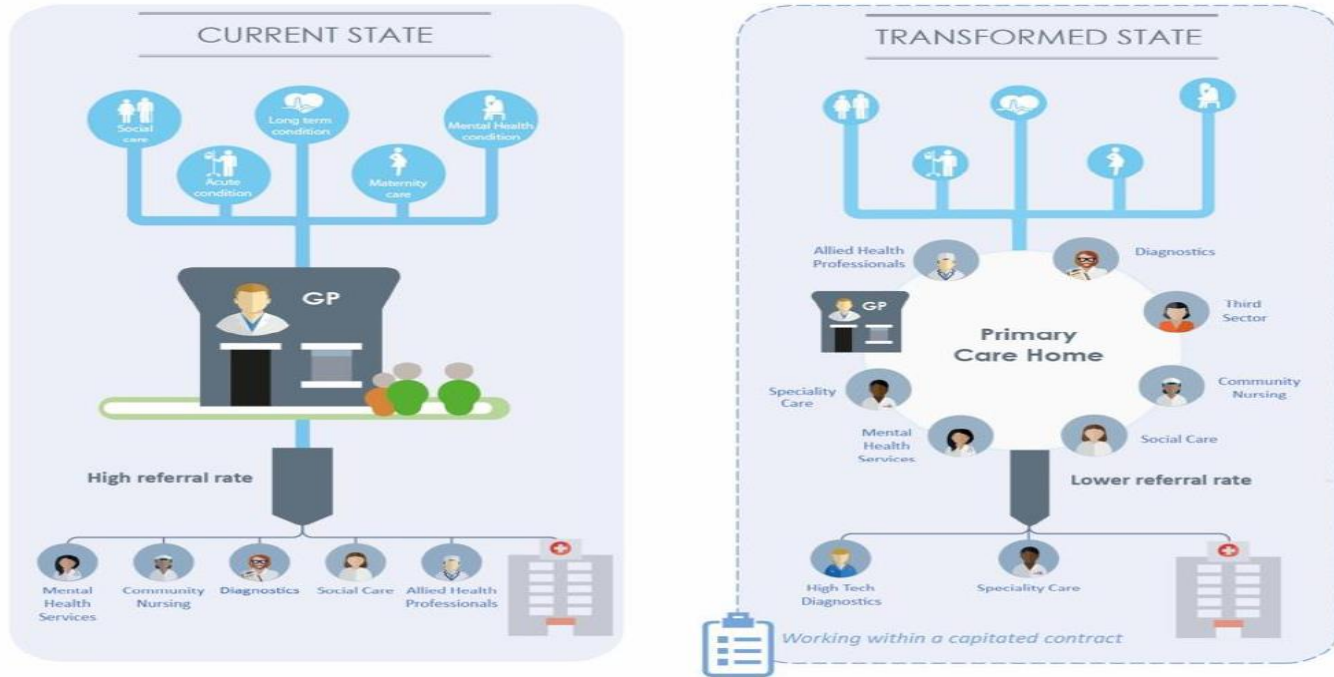 CURRENT STATE
Social
care
Long term
condition
Mental Health
condition
Acute
condition
Maternity
care
GP
High referral rate
Mental
Health
Services
Community
Nursing
Diagnostics
Social Care
Allied Health
Professionals
TRANSFORMED STATE
Allied Health
Professionals
Diagnostics
GP
Third
Sector
Primary
Care Home
Speciality
Care
Community
Nursing
Mental
Health
Services
Social Care
Lower referral rate
High Tech
Diagnostics
Speciality Care
Working within a capitated contract